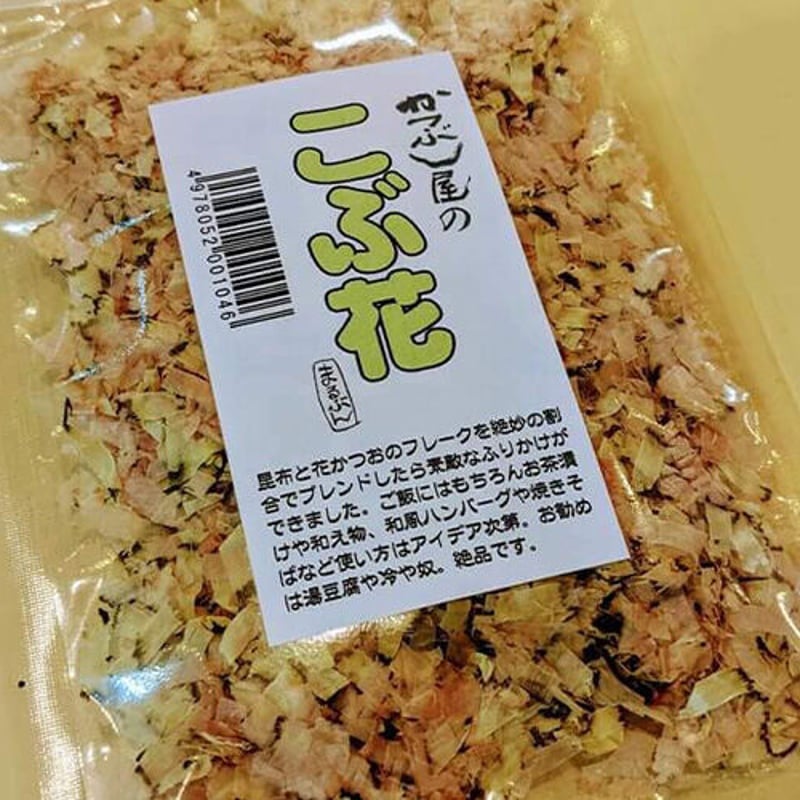 かつぶし屋の
こぶ花
まるぶん
4978052001046
昆布と花かつおのフレークを絶妙の割
合でブレンドしたら素敵なふりかけが
できました。ご飯にはもちろんお茶漬
けや和え物、和風ハンバーグや焼きそ
ばなど使い方はアイデア次第。お勧め
は湯豆腐や冷や奴。絶品です。